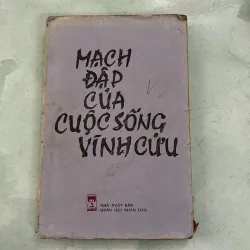 MẠCH
ĐẬP
CỦA
CUỘC SỐNG
VĨNH CỬU
NHÀ XUẤT BẢN
QUÂN ĐỘI NHÂN DÂN